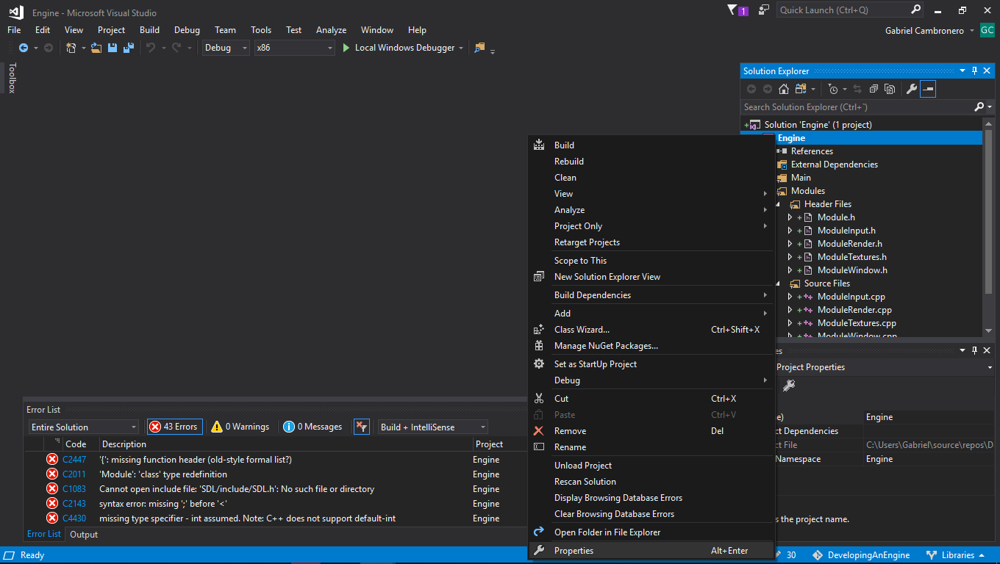 Engine - Microsoft Visual Studio
1
Quick Launch (Ctrl+Q)
File Edit View Project Build Debug Team Tools Test Analyze Window Help
Gabriel Cambronero GC
Debug x86 Local Windows Debugger
Toolbox
Solution Explorer
Search Solution Explorer (Ctrl+`)
Solution 'Engine' (1 project)
Engine
References
External Dependencies
Main
Modules
Header Files
Module.h
ModuleInput.h
ModuleRender.h
ModuleTextures.h
ModuleWindow.h
Source Files
ModuleInput.cpp
ModuleRender.cpp
ModuleTextures.cpp
ModuleWindow.cpp
Build
Rebuild
Clean
View
Analyze
Project Only
Retarget Projects
Scope to This
New Solution Explorer View
Build Dependencies
Add
Class Wizard... Ctrl+Shift+X
Manage NuGet Packages...
Set as StartUp Project
Debug
Cut Ctrl+X
Paste Ctrl+V
Remove Del
Rename
Unload Project
Rescan Solution
Display Browsing Database Errors
Clear Browsing Database Errors
Open Folder in File Explorer
Properties Alt+Enter
es
Project Properties
e) Engine
ct Dependencies
ct File C:\Users\Gabriel\source\repos\D
Namespace Engine
s the project name.
Error List
Entire Solution 43 Errors 0 Warnings 0 Messages Build + IntelliSense
Code Description Project
C2447 '{': missing function header (old-style formal list?) Engine
C2011 'Module': 'class' type redefinition Engine
C1083 Cannot open include file: 'SDL/include/SDL.h': No such file or directory Engine
C2143 syntax error: missing ';' before '<' Engine
C4430 missing type specifier - int assumed. Note: C++ does not support default-int Engine
Error List Output
Ready 30 DevelopingAnEngine Libraries